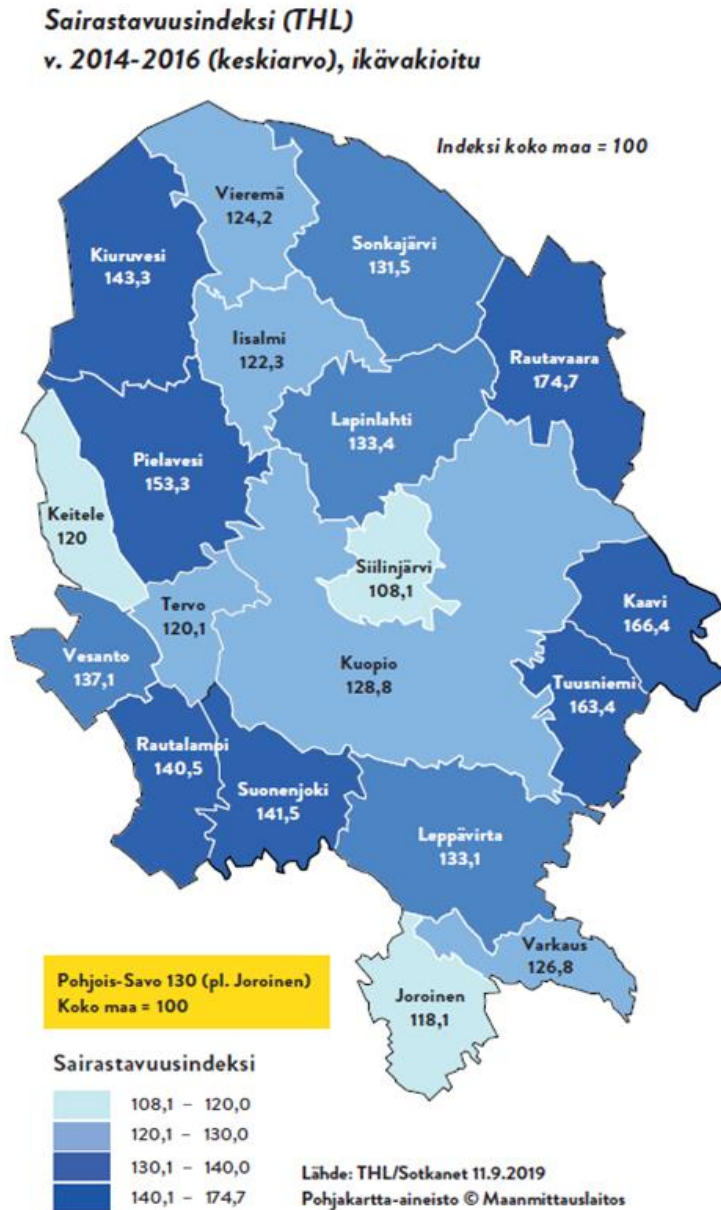 Sairastavuusindeksi (THL)
v. 2014-2016 (keskiarvo), ikävakioitu
Indeksi koko maa = 100
Vieremä
124,2
Sonkajärvi
131,5
Kiuruvesi
143,3
Iisalmi
122,3
Rautavaara
174,7
Lapinlahti
133,4
Pielavesi
153,3
Keitele
120
Siilinjärvi
108,1
Tervo
120,1
Kaavi
166,4
Vesanto
137,1
Kuopio
128,8
Tuusniemi
163,4
Rautalampi
140,5
Suonenjoki
141,5
Leppävirta
133,1
Varkaus
126,8
Joroinen
118,1
Pohjois-Savo 130 (pl. Joroinen)
Koko maa = 100
Sairastavuusindeksi
108,1 – 120,0
120,1 – 130,0
130,1 – 140,0
140,1 – 174,7
Lähde: THL/Sotkanet 11.9.2019
Pohjakartta-aineisto © Maanmittauslaitos